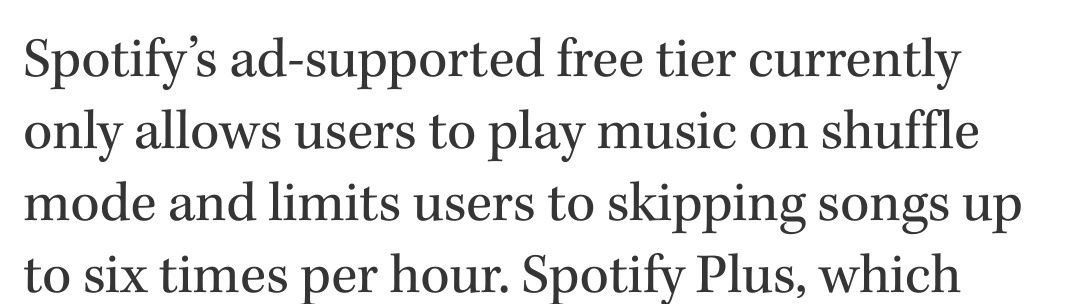 Spotify’s ad-supported free tier currently
only allows users to play music on shuffle
mode and limits users to skipping songs up
to six times per hour. Spotify Plus, which